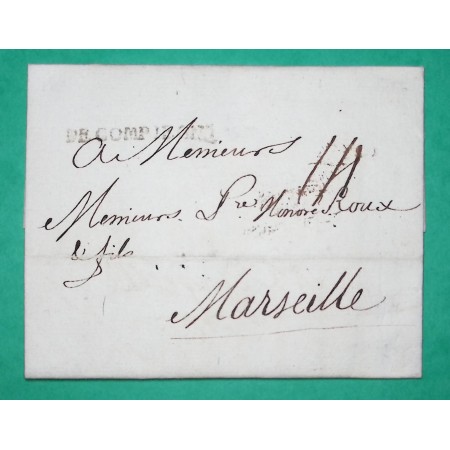 DE COMPIEGNE
A Messieurs
Messieurs Pre. Honoré Roux
& fils
Marseille